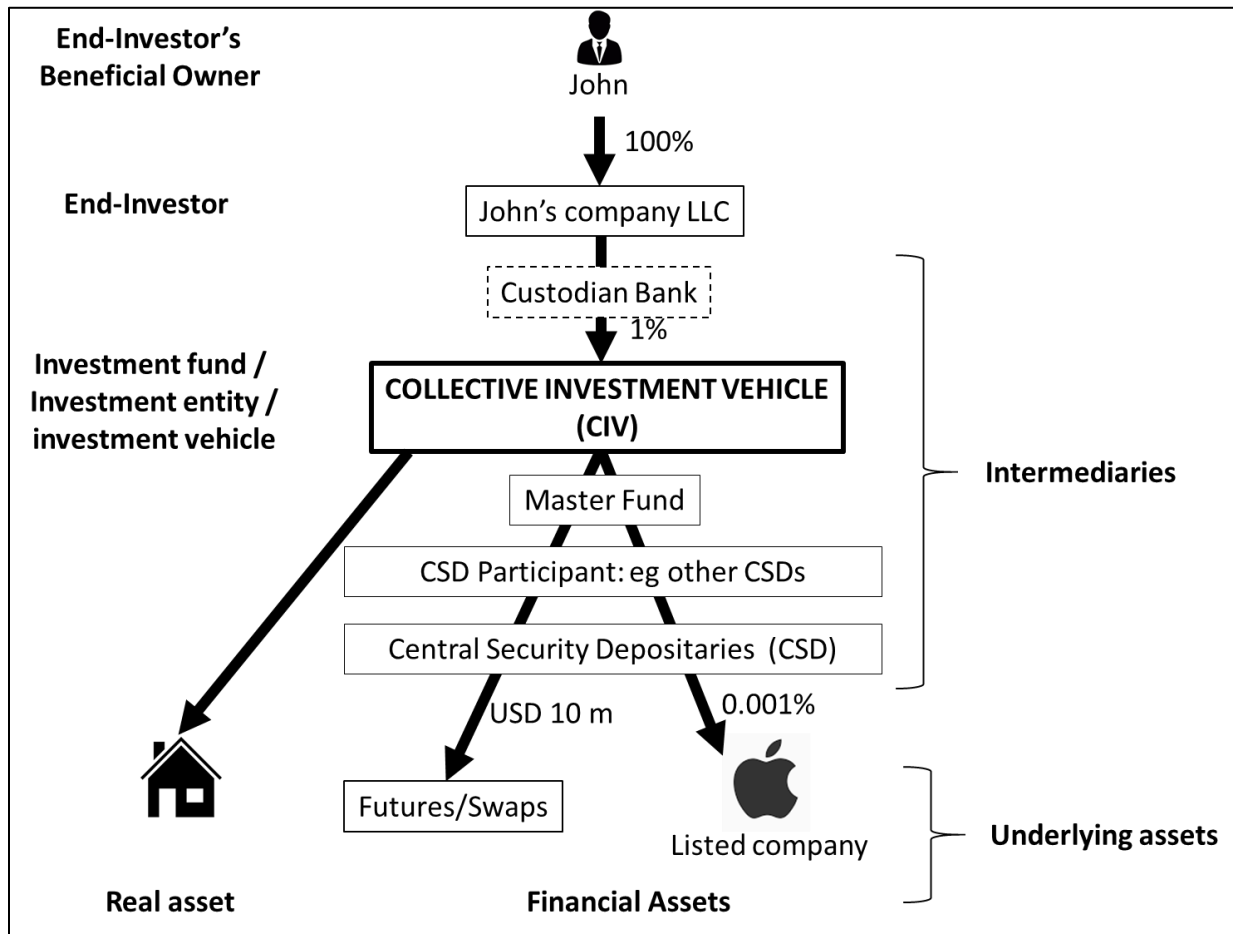 End-Investor's
Beneficial Owner
John
100%
End-Investor
John's company LLC
Custodian Bank
1%
Investment fund /
Investment entity /
investment vehicle
COLLECTIVE INVESTMENT VEHICLE
(CIV)
Master Fund
Intermediaries
CSD Participant: eg other CSDs
Central Security Depositaries (CSD)
USD 10 m
0.001%
Futures/Swaps
Listed company
Underlying assets
Real asset
Financial Assets